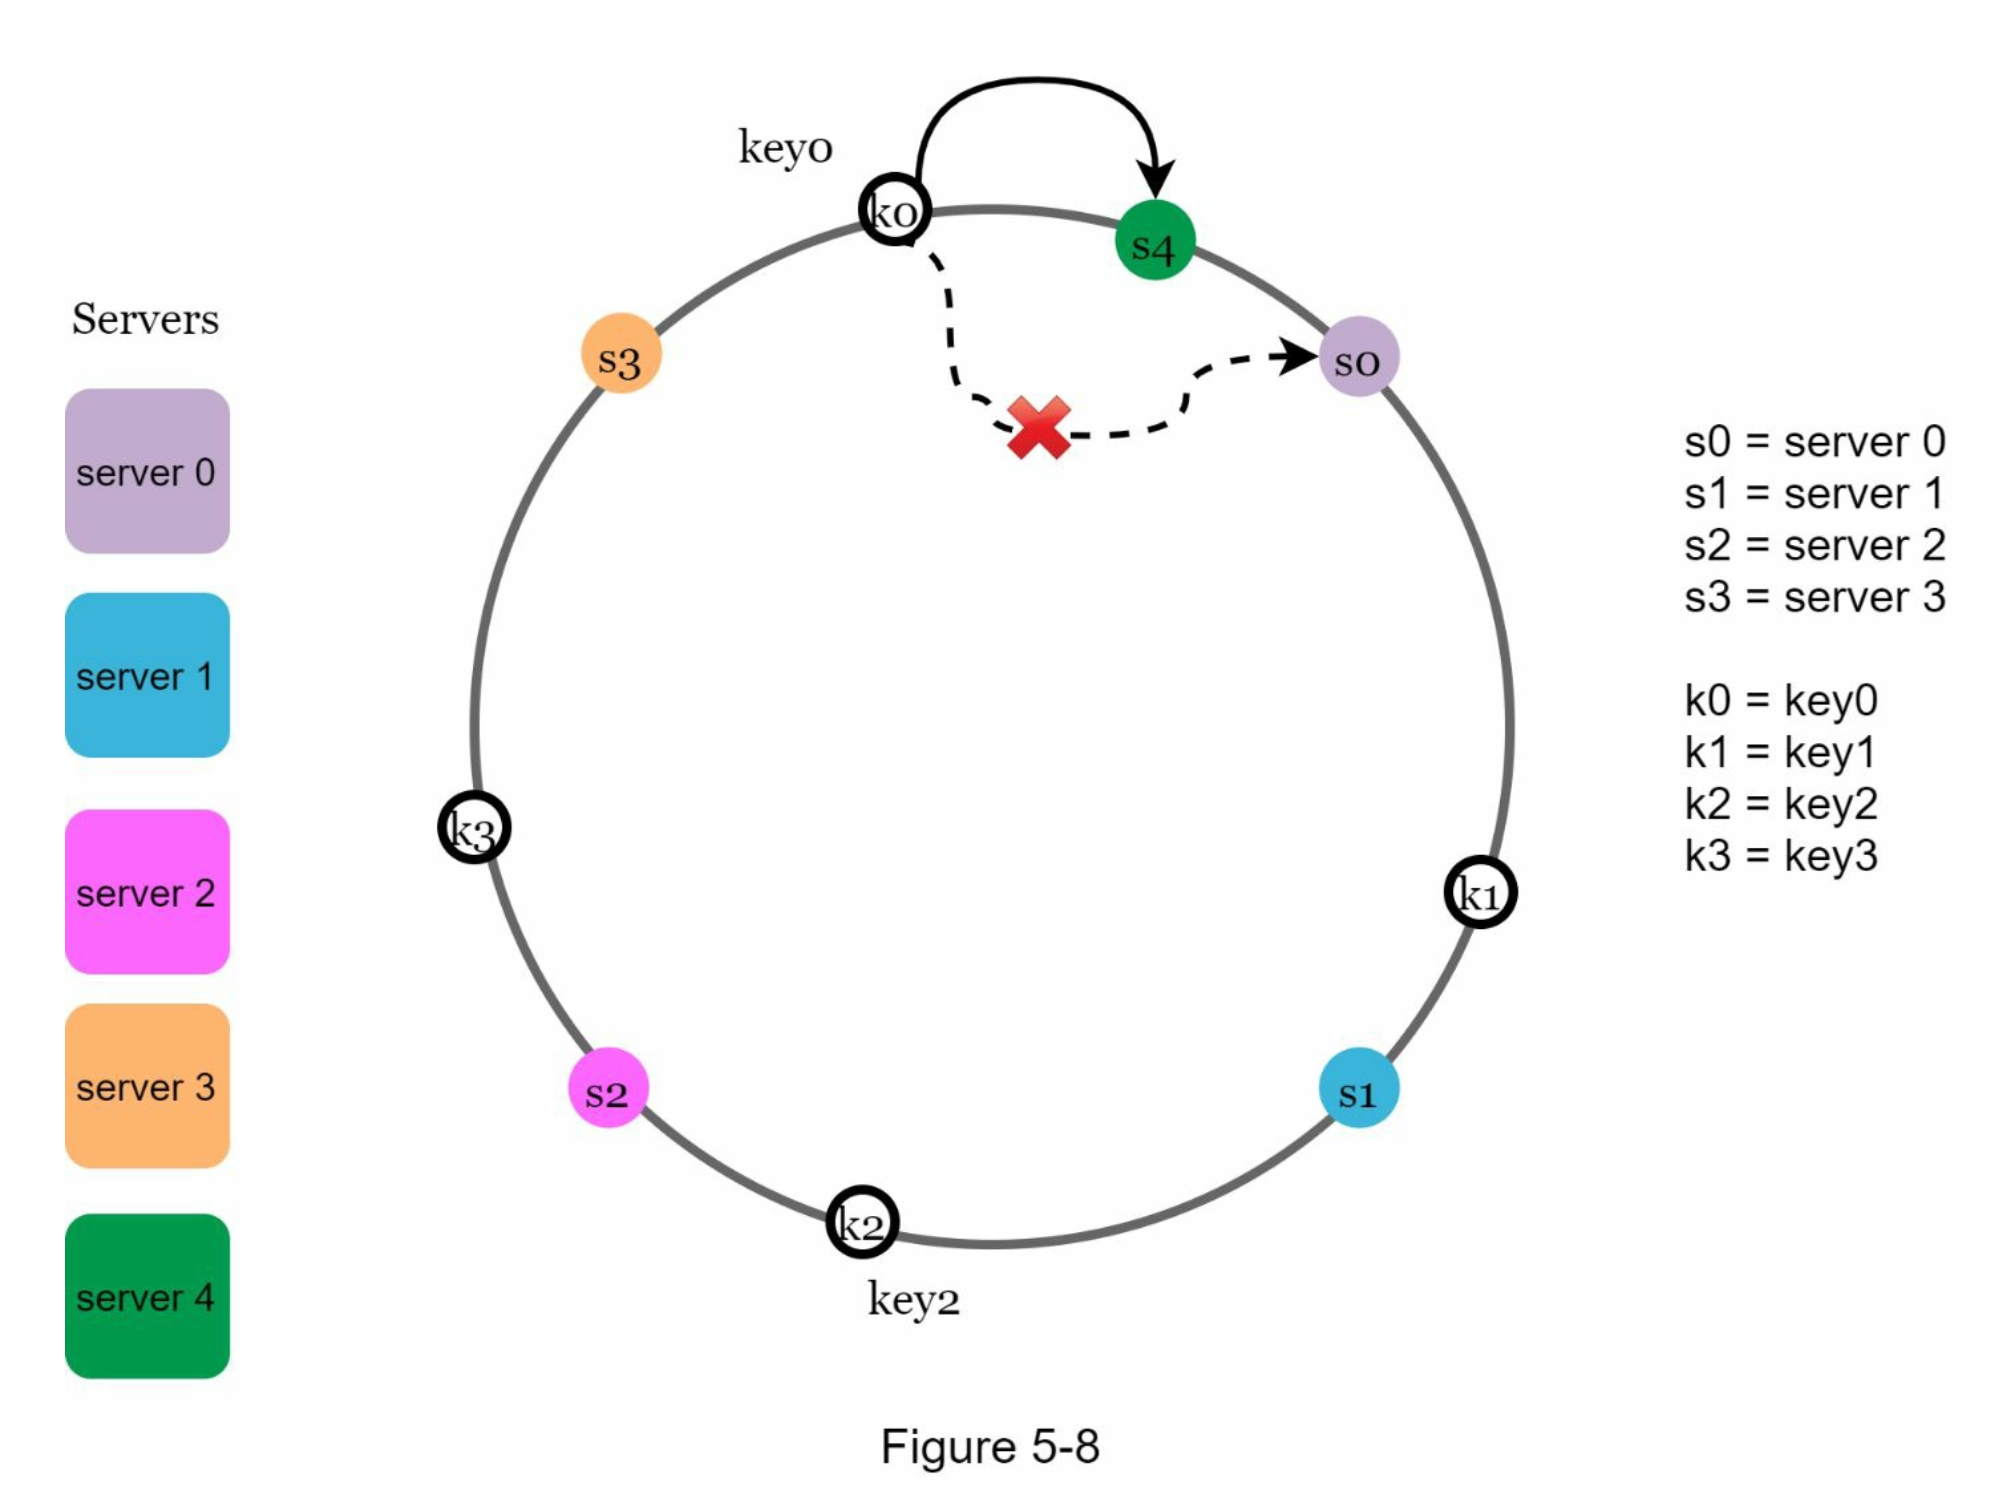 key0
k0
s4
s3
s0
Servers
server 0
server 1
server 2
server 3
server 4
k3
k1
s2
s1
k2
key2
s0 = server 0
s1 = server 1
s2 = server 2
s3 = server 3
k0 = key0
k1 = key1
k2 = key2
k3 = key3
Figure 5-8